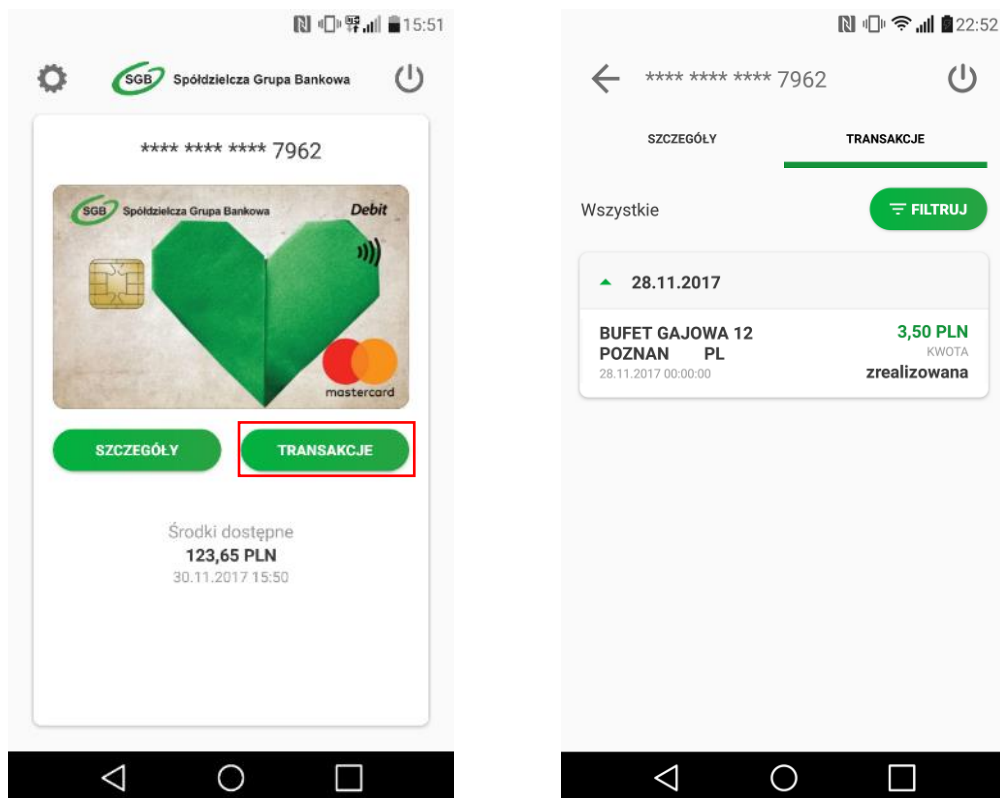 15:51
SGB Spółdzielcza Grupa Bankowa
**** **** **** 7962
SGB Spółdzielcza Grupa Bankowa Debit
mastercard
SZCZEGÓŁY TRANSAKCJE
Środki dostępne
123,65 PLN
30.11.2017 15:50
22:52
**** **** **** 7962
SZCZEGÓŁY TRANSAKCJE
Wszystkie FILTRUJ
28.11.2017
BUFET GAJOWA 12 3,50 PLN
POZNAN PL KWOTA
28.11.2017 00:00:00 zrealizowana